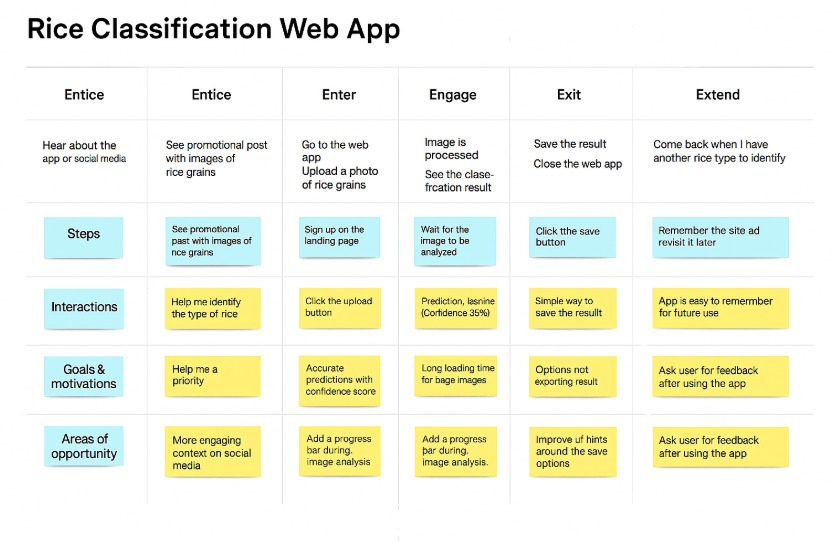 Rice Classification Web App
Entice
Entice
Enter
Engage
Exit
Extend
Hear about the
app or social media
See promotional post
with images of
rice grains
Go to the web
app
Upload a photo
of rice grains
Image is
processed
See the clase-
frcation result
Save the result
Close the web app
Come back when I have
another rice type to identify
Steps
See promotional
past with images of
nce grains
Sign up on the
landing page
Wait for the
image to be
analyzed
Click tthe save
button
Remember the site ad
revisit it later
Interactions
Help me identify
the type of rice
Click the upload
button
Prediction, Iasnine
(Confidence 35%)
Simple way to
save the resullt
App is easy to rememrber
for future use
Goals &
motivations
Help me a
priority
Accurate
predictions with
confidence score
Long loading time
for bage images
Options not
exporting result
Ask user for feedback
after using the app
Areas of
opportunity
More engaging
context on social
media
Add a progress
bar during.
image analysis
Add a progress
bar during.
image analysis.
Improve uf hints
around the save
options
Ask user for feedback
after using the app